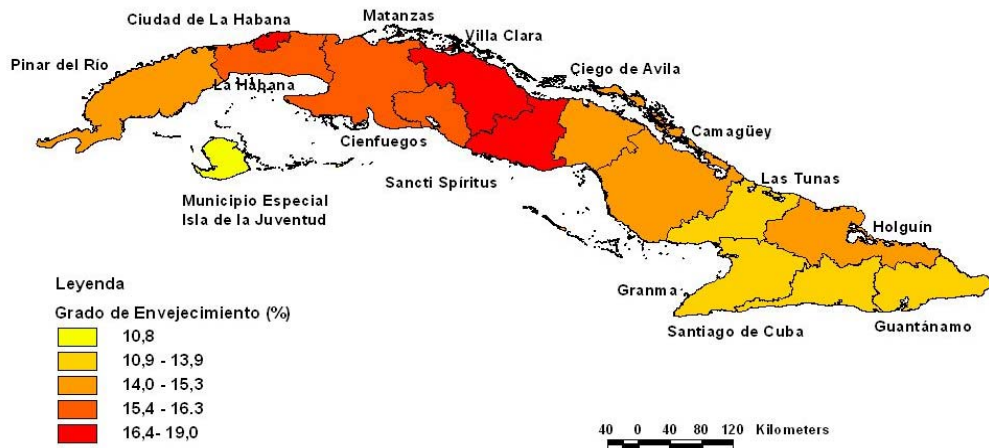 Ciudad de La Habana
Matanzas
Villa Clara
Pinar del Río
La Habana
Ciego de Avila
Cienfuegos
Camagüey
Sancti Spíritus
Las Tunas
Municipio Especial
Isla de la Juventud
Holguín
Granma
Santiago de Cuba
Guantánamo
Leyenda
Grado de Envejecimiento (%)
10,8
10,9 - 13,9
14,0 - 15,3
15,4 - 16.3
16,4- 19,0
40 0 40 80 120 Kilometers